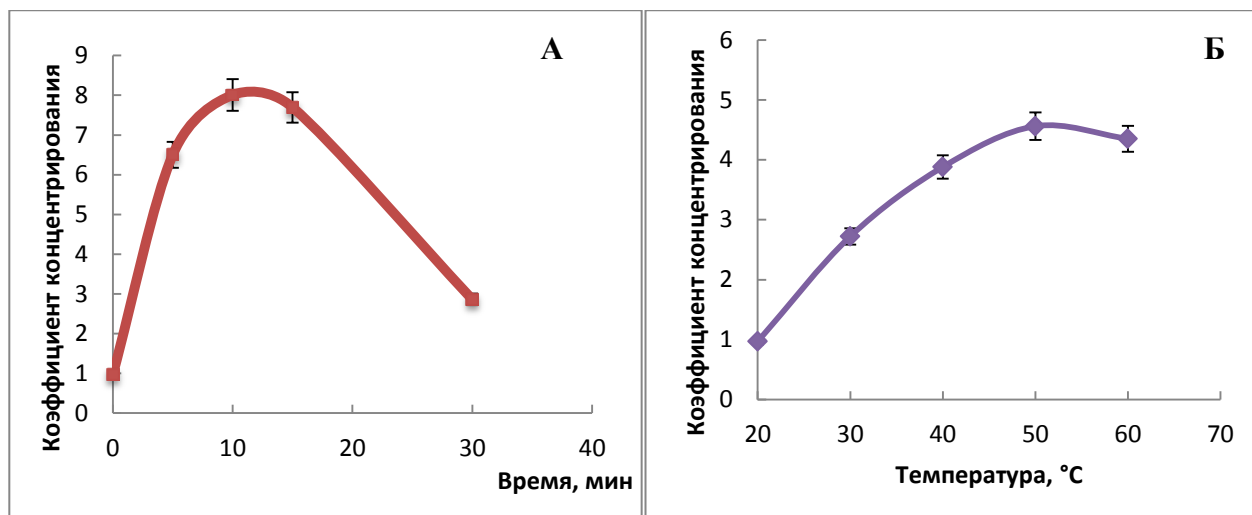 А
Коэффициент концентрирования
9
8
7
6
5
4
3
2
1
0
0 10 20 30 40
Время, мин
Б
Коэффициент концентрирования
6
5
4
3
2
1
0
20 30 40 50 60 70
Температура, °C